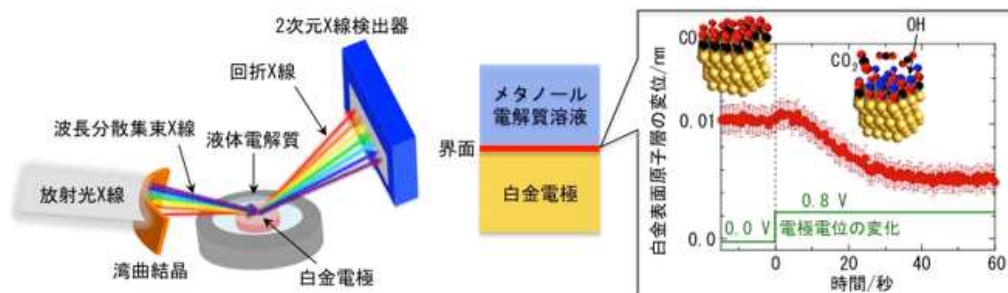 2次元X線検出器
回折X線
波長分散集束X線
液体電解質
放射光X線
湾曲結晶
白金電極
メタノール
電解質溶液
界面
白金電極
白金表面原子層の変位/nm
CO
OH
CO2
0.01
0.0
0.0 V
0.8 V
電極電位の変化
0
20
40
60
時間/秒